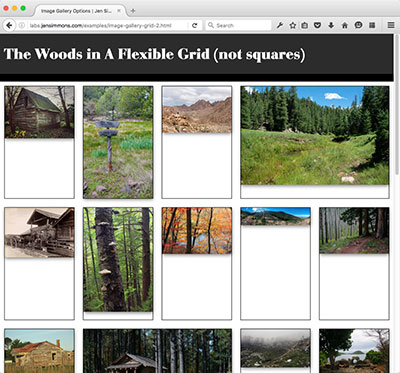 Image Gallery Options | Jen Si...
labs.jensimmons.com/examples/image-gallery-grid-2.html
Search
The Woods in A Flexible Grid (not squares)